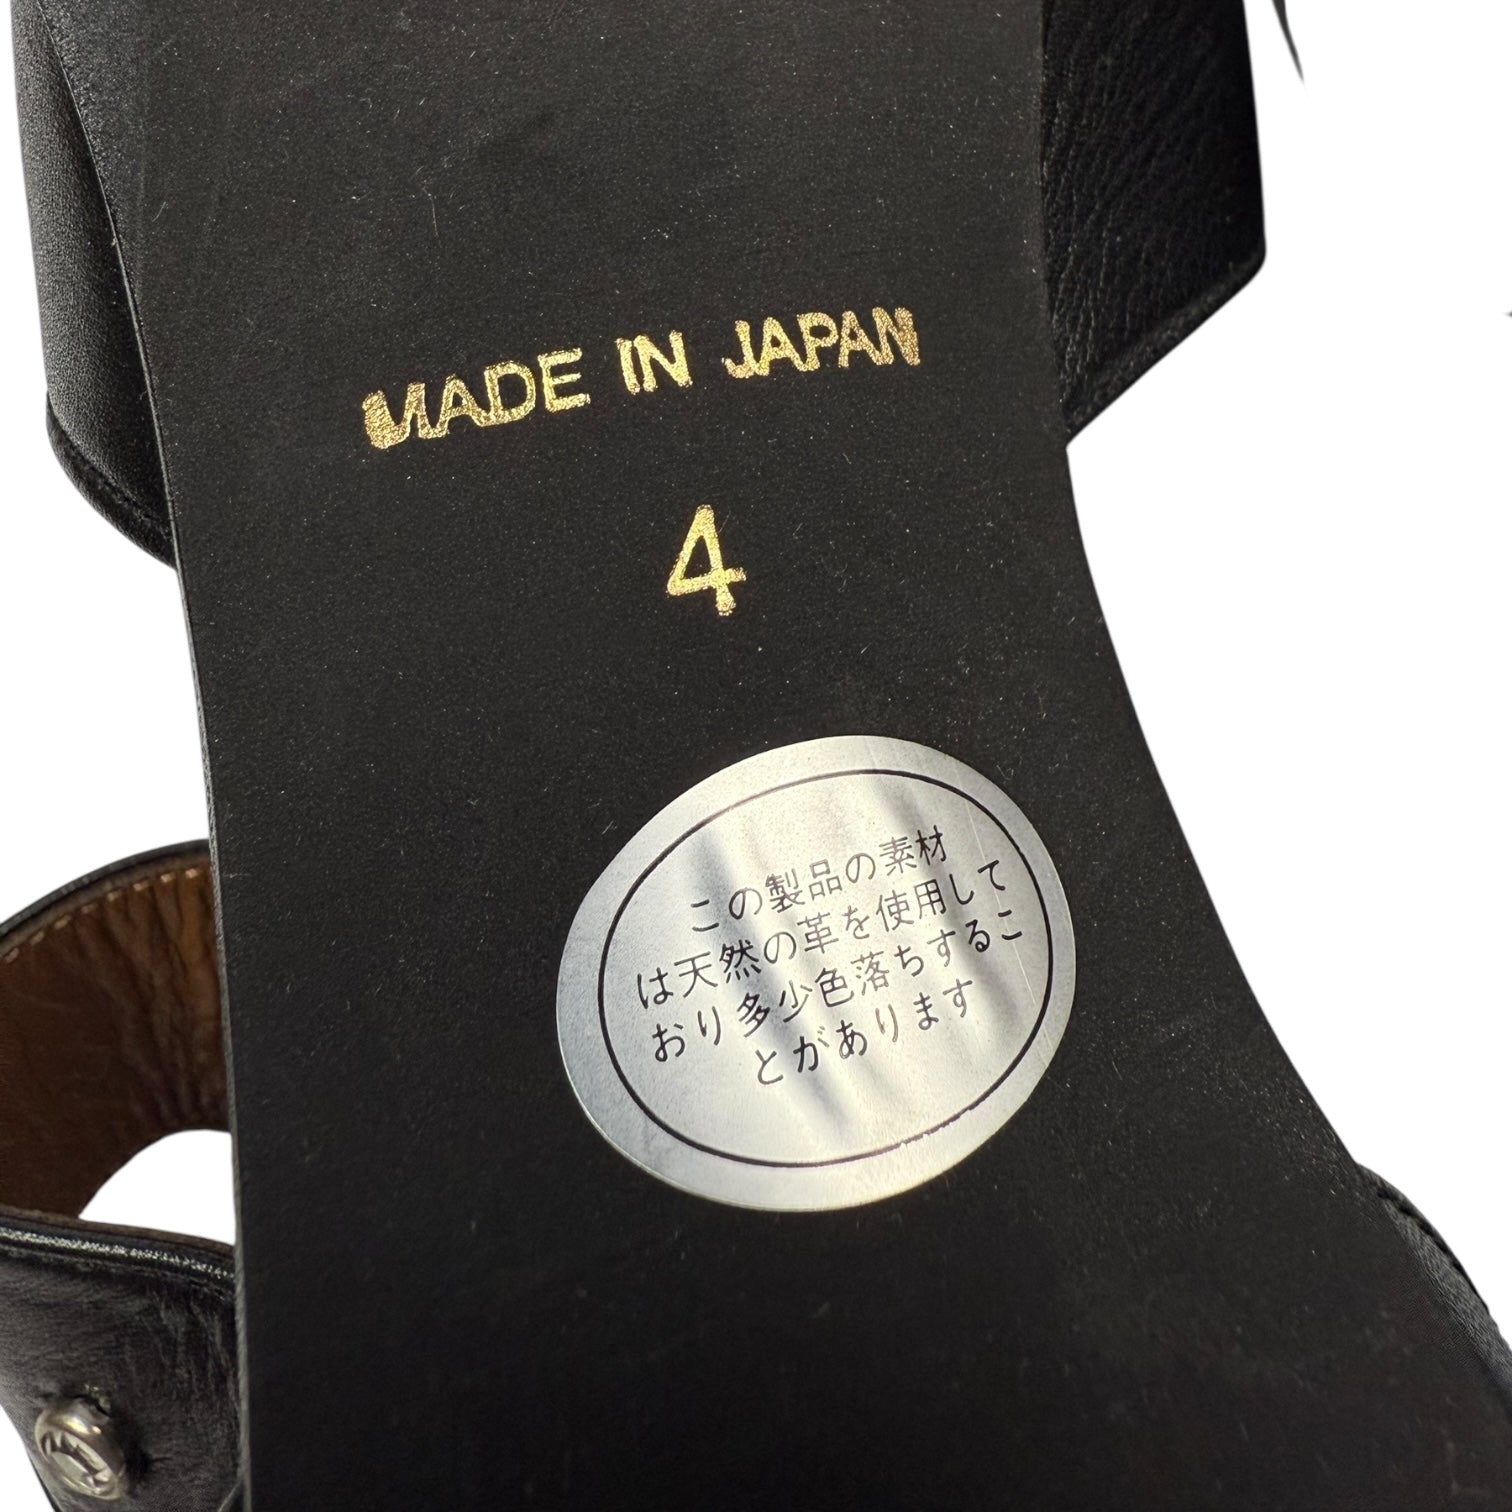 MADE IN JAPAN
4
この製品の素材
は天然の革を使用して
おり多少色落ちするこ
とがあります